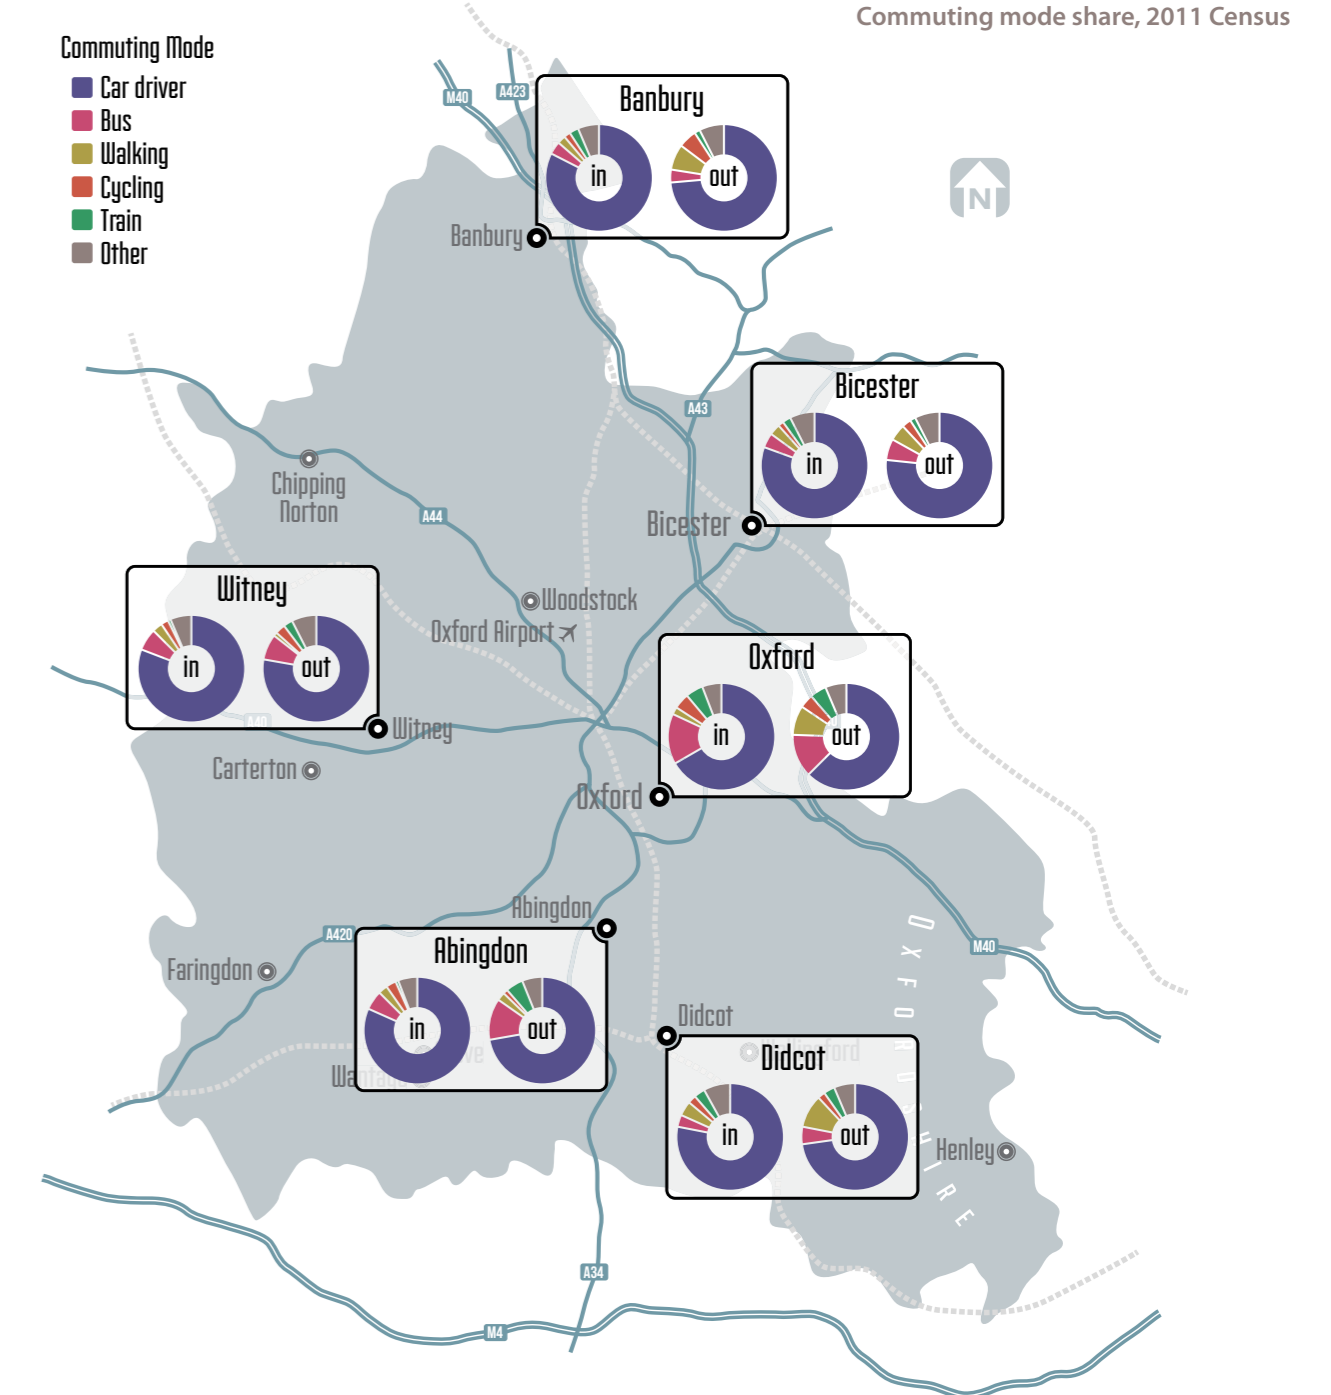 Commuting mode share, 2011 Census
Commuting Mode
Car driver
Bus
Walking
Cycling
Train
Other
M40
A423
Banbury
in
out
N
Banbury
A43
Bicester
in
out
Chipping
Norton
A44
Bicester
Witney
in
out
Woodstock
Oxford Airport
Oxford
in
out
A40
Witney
Carterton
Oxford
Abingdon
A420
Abingdon
in
out
Faringdon
M40
OXFORDSHIRE
Didcot
Didcot
in
out
Henley
A34
M4